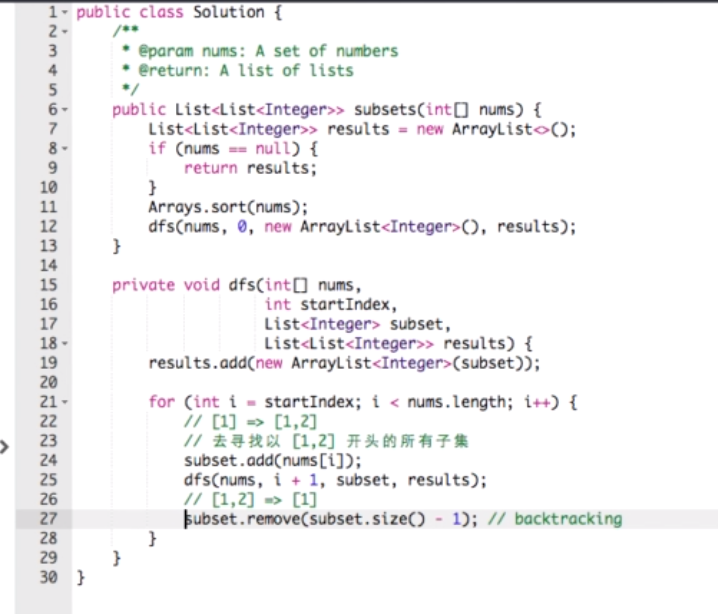 1 public class Solution {
2 /**
3 * @param nums: A set of numbers
4 * @return: A list of lists
5 */
6 public List<List<Integer>> subsets(int[] nums) {
7 List<List<Integer>> results = new ArrayList<>();
8 if (nums == null) {
9 return results;
10 }
11 Arrays.sort(nums);
12 dfs(nums, 0, new ArrayList<Integer>(), results);
13 }
14
15 private void dfs(int[] nums,
16 int startIndex,
17 List<Integer> subset,
18 List<List<Integer>> results) {
19 results.add(new ArrayList<Integer>(subset));
20
21 for (int i = startIndex; i < nums.length; i++) {
22 // [1] => [1,2]
23 // 去寻找以 [1,2] 开头的所有子集
24 subset.add(nums[i]);
25 dfs(nums, i + 1, subset, results);
26 // [1,2] => [1]
27 subset.remove(subset.size() - 1); // backtracking
28 }
29 }
30 }